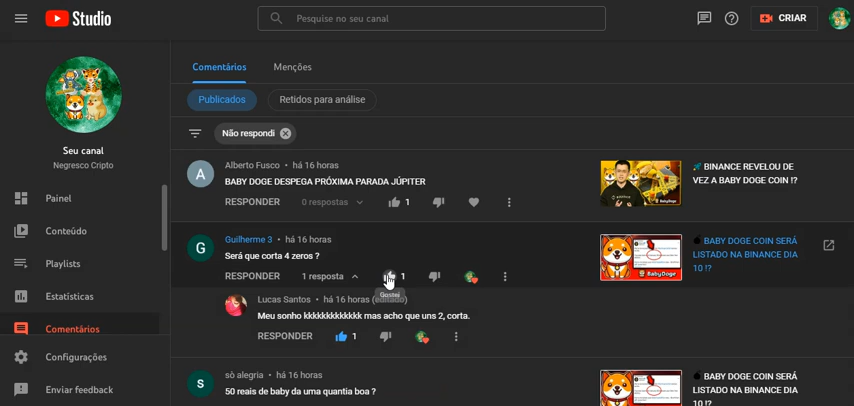 Studio
Pesquise no seu canal
CRIAR
Comentários
Menções
Publicados
Retidos para análise
Não respondi
Seu canal
Negresco Cripto
Painel
Conteúdo
Playlists
Estatísticas
Comentários
Configurações
Enviar feedback
A
Alberto Fusco • há 16 horas
BABY DOGE DESPEGA PRÓXIMA PARADA JÚPITER
RESPONDER 0 respostas 1
BINANCE REVELOU DE
VEZ A BABY DOGE COIN !?
G
Guilherme 3 • há 16 horas
Será que corta 4 zeros ?
RESPONDER 1 resposta 1
Gostei
BabyDoge
BABY DOGE COIN SERÁ
LISTADO NA BINANCE DIA
10 !?
Lucas Santos • há 16 horas (editado)
Meu sonho kkkkkkkkkkkkk mas acho que uns 2, corta.
RESPONDER 1
S
sò alegria • há 16 horas
50 reais de baby da uma quantia boa ?
BABY DOGE COIN SERÁ
LISTADO NA BINANCE DIA
10 !?